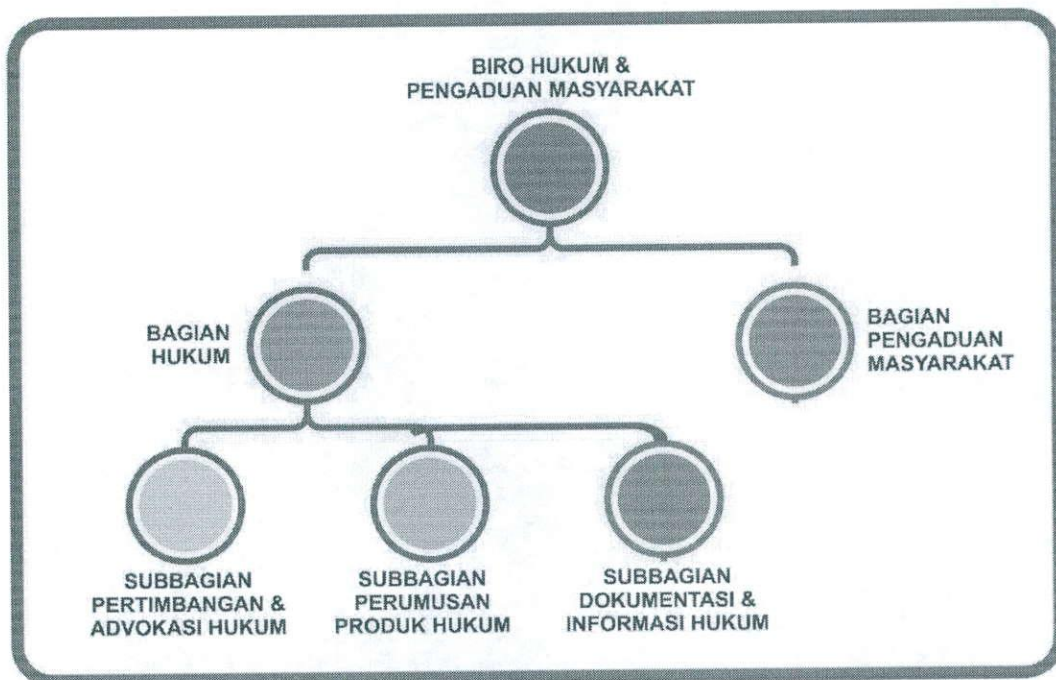 BIRO HUKUM &
PENGADUAN MASYARAKAT
BAGIAN
HUKUM
BAGIAN
PENGADUAN
MASYARAKAT
SUBBAGIAN
PERTIMBANGAN &
ADVOKASI HUKUM
SUBBAGIAN
PERUMUSAN
PRODUK HUKUM
SUBBAGIAN
DOKUMENTASI &
INFORMASI HUKUM